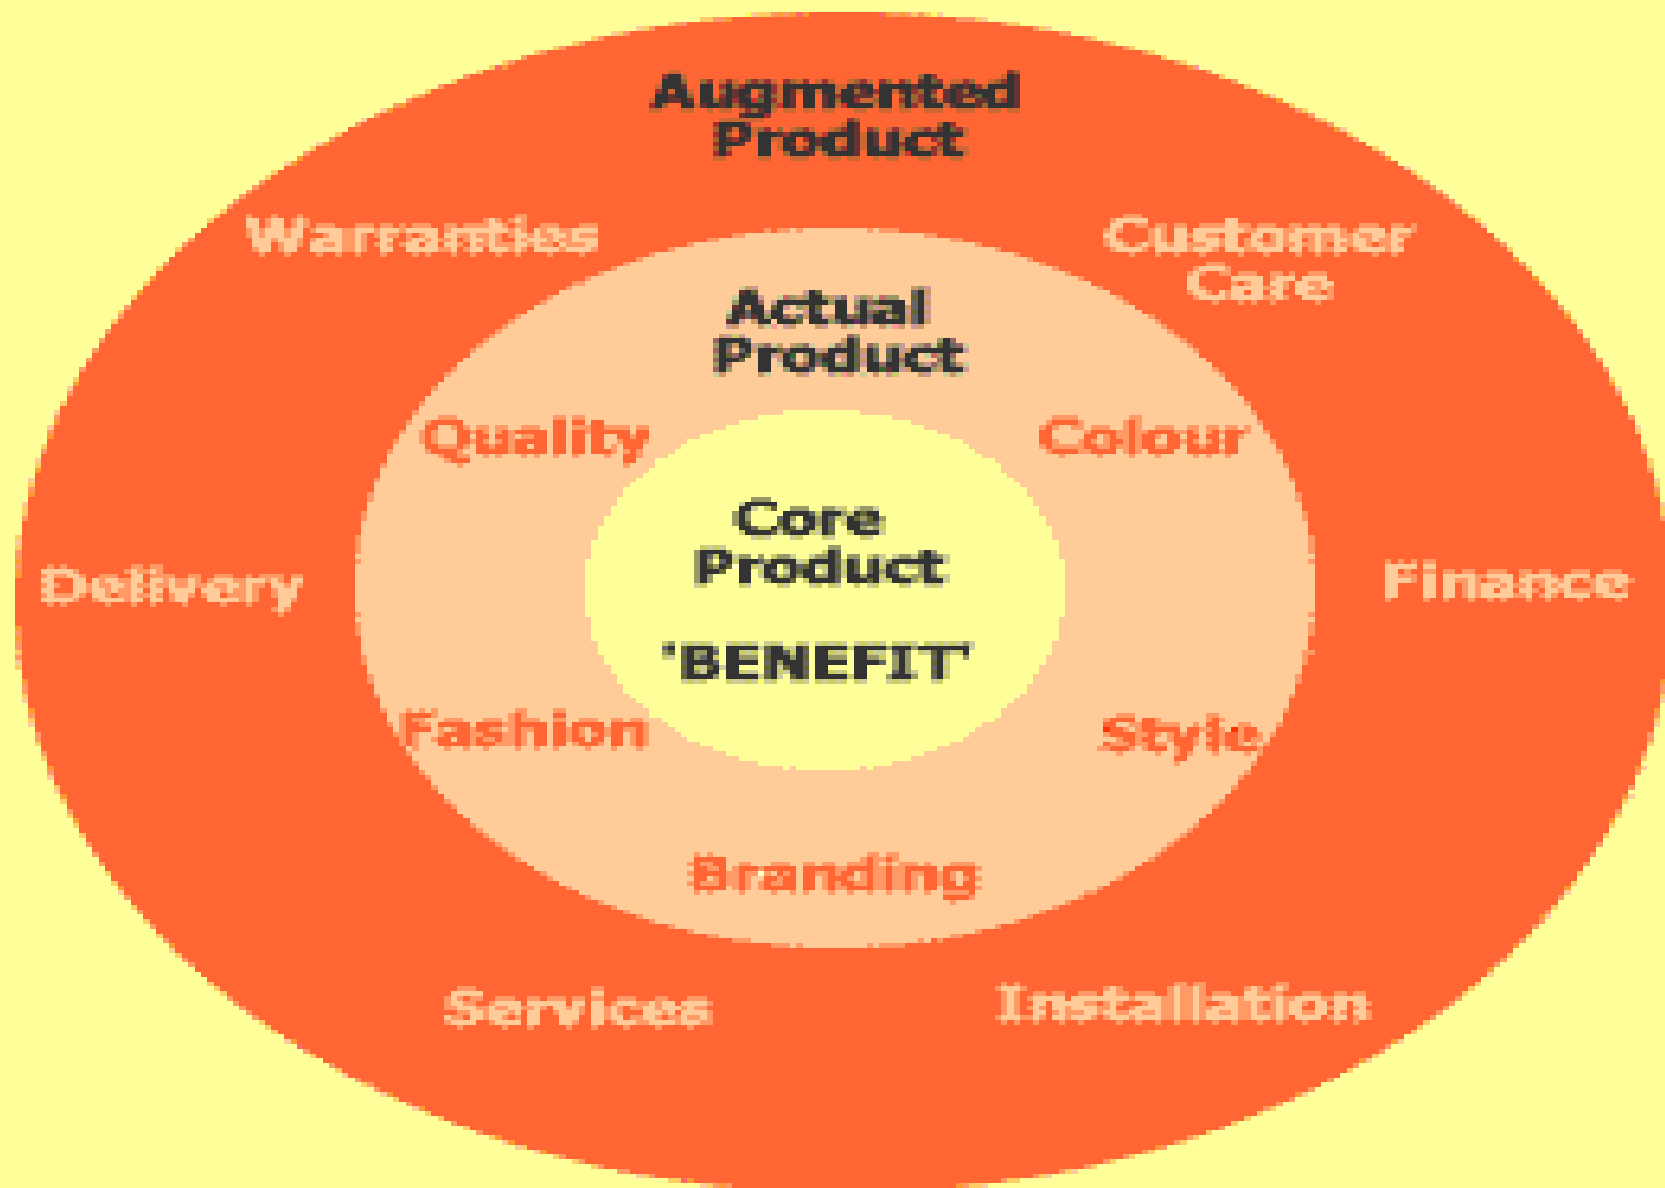 Augmented
Product
Warranties
Customer
Care
Actual
Product
Quality
Colour
Core
Product
Delivery
Finance
'BENEFIT'
Fashion
Style
Branding
Services
Installation